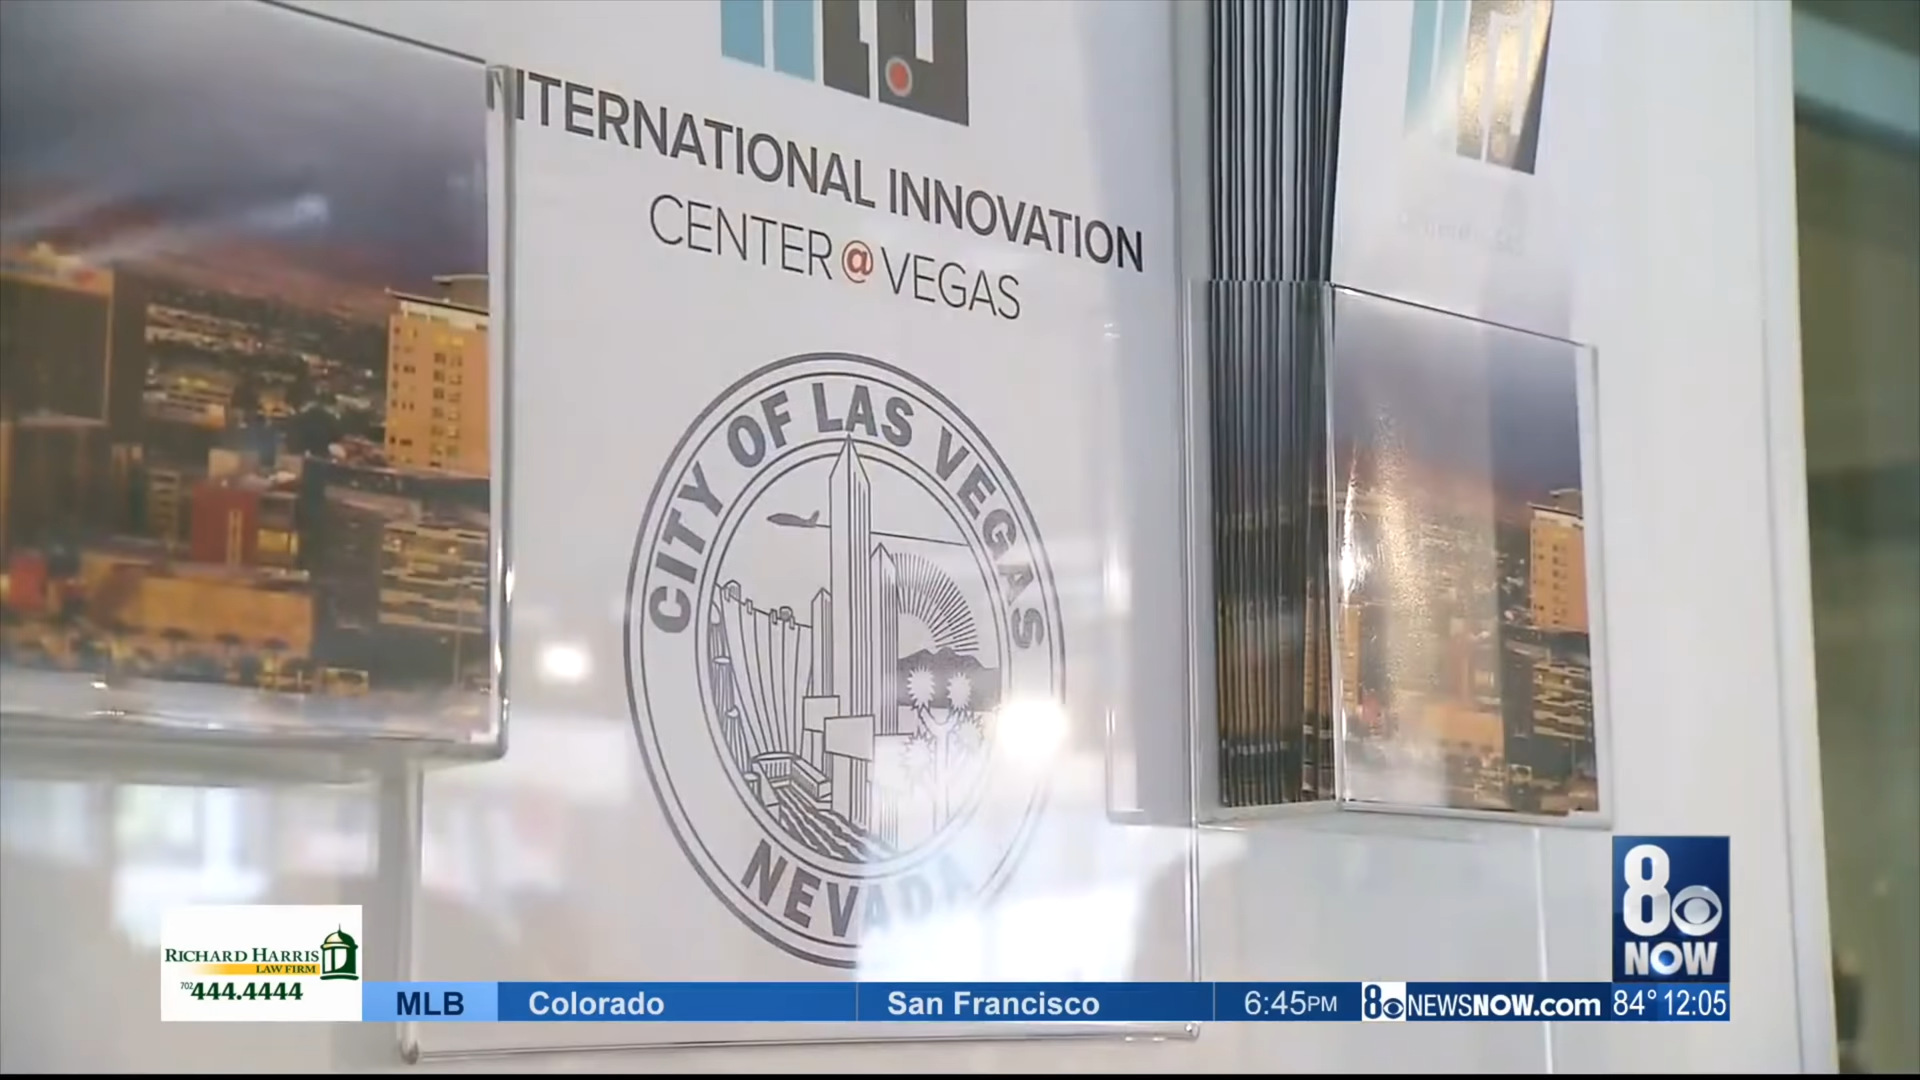 INTERNATIONAL INNOVATION
CENTER@VEGAS
CITY OF LAS VEGAS
NEVADA
RICHARD HARRIS
LAW FIRM
702 444.4444
MLB Colorado San Francisco 6:45PM 8NEWSNOW.com 84° 12:05
8
NOW